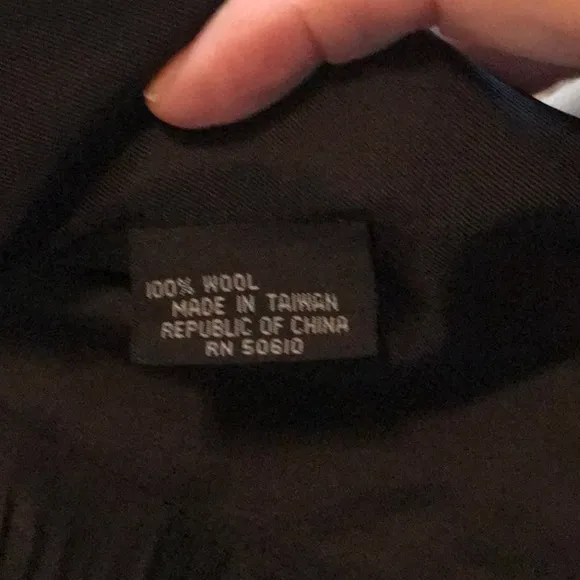 100% WOOL
MADE IN TAIWAN
REPUBLIC OF CHINA
RN 50610